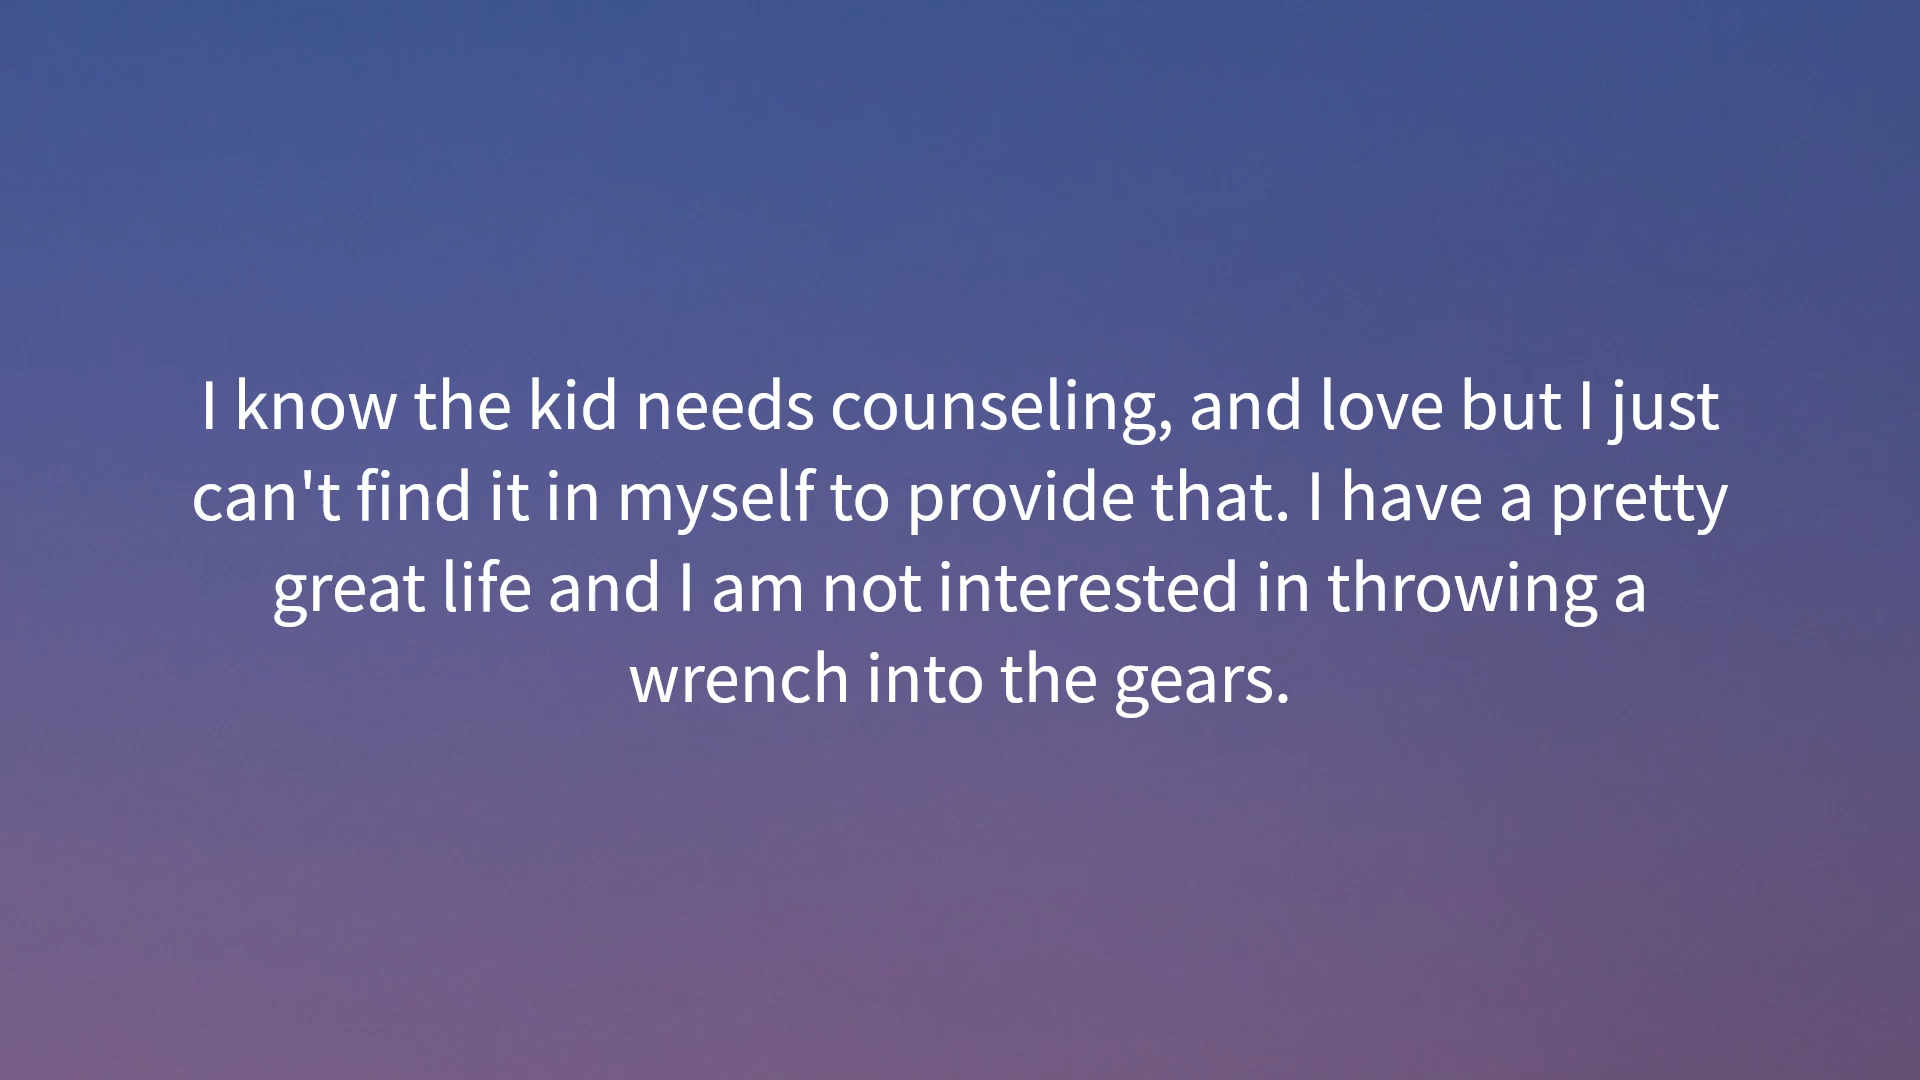 I know the kid needs counseling, and love but I just
can't find it in myself to provide that. I have a pretty
great life and I am not interested in throwing a
wrench into the gears.